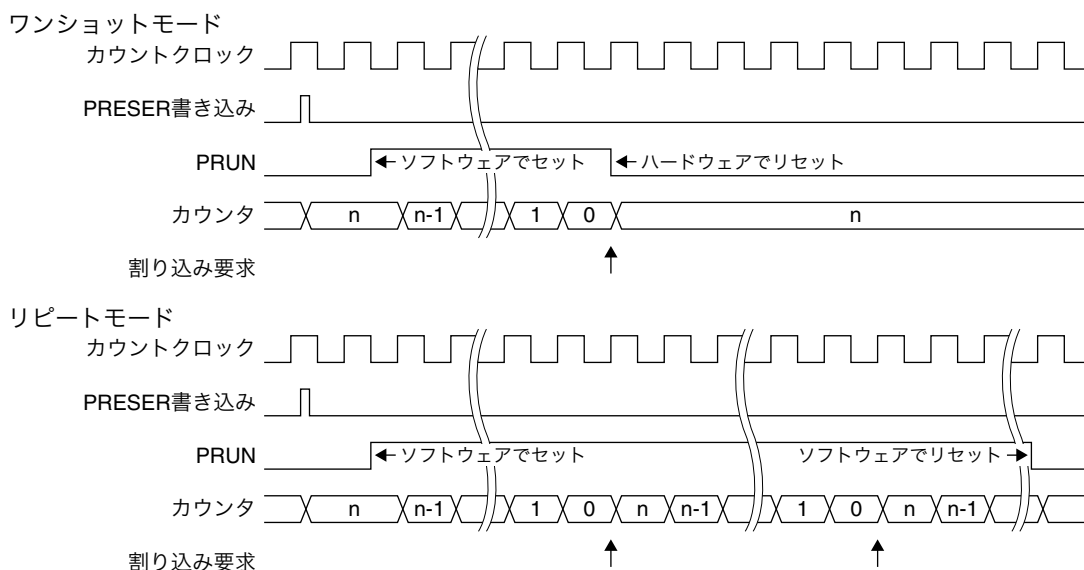 ワンショットモード
カウントクロック
PRESER書き込み
PRUN ←ソフトウェアでセット ←ハードウェアでリセット
カウンタ n n-1 1 0 n
割り込み要求
リピートモード
カウントクロック
PRESER書き込み
PRUN ←ソフトウェアでセット ソフトウェアでリセット→
カウンタ n n-1 1 0 n n-1 1 0 n n-1
割り込み要求